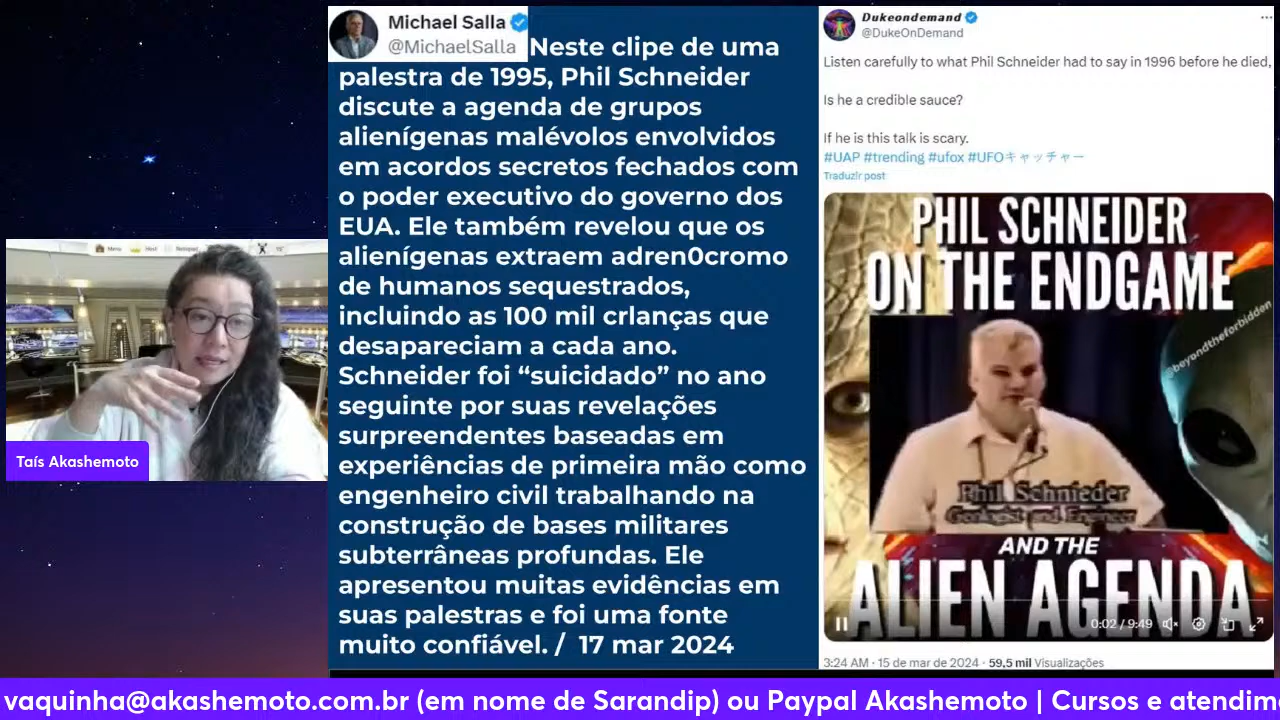 Michael Salla
@MichaelSalla
Neste clipe de uma
palestra de 1995, Phil Schneider
discute a agenda de grupos
alienígenas malévolos envolvidos
em acordos secretos fechados com
o poder executivo do governo dos
EUA. Ele também revelou que os
alienígenas extraem adren0cromo
de humanos sequestrados,
incluindo as 100 mil crlanças que
desapareciam a cada ano.
Schneider foi “suicidado” no ano
seguinte por suas revelações
surpreendentes baseadas em
experiências de primeira mão como
engenheiro civil trabalhando na
construção de bases militares
subterrâneas profundas. Ele
apresentou muitas evidências em
suas palestras e foi uma fonte
muito confiável. / 17 mar 2024
Dukeondemand
@DukeOnDemand
Listen carefully to what Phil Schneider had to say in 1996 before he died,
Is he a credible sauce?
If he is this talk is scary.
#UAP #trending #ufox #UFOキャッチャー
Traduzir post
PHIL SCHNEIDER
ON THE ENDGAME
@beyondtheforbidden
Phil Schnieder
Geologist and Engineer
AND THE
ALIEN AGENDA
0:02 / 9:49
3:24 AM · 15 de mar de 2024 · 59,5 mil Visualizações
Menu
Taís Akashemoto
vaquinha@akashemoto.com.br (em nome de Sarandip) ou Paypal Akashemoto | Cursos e atendim